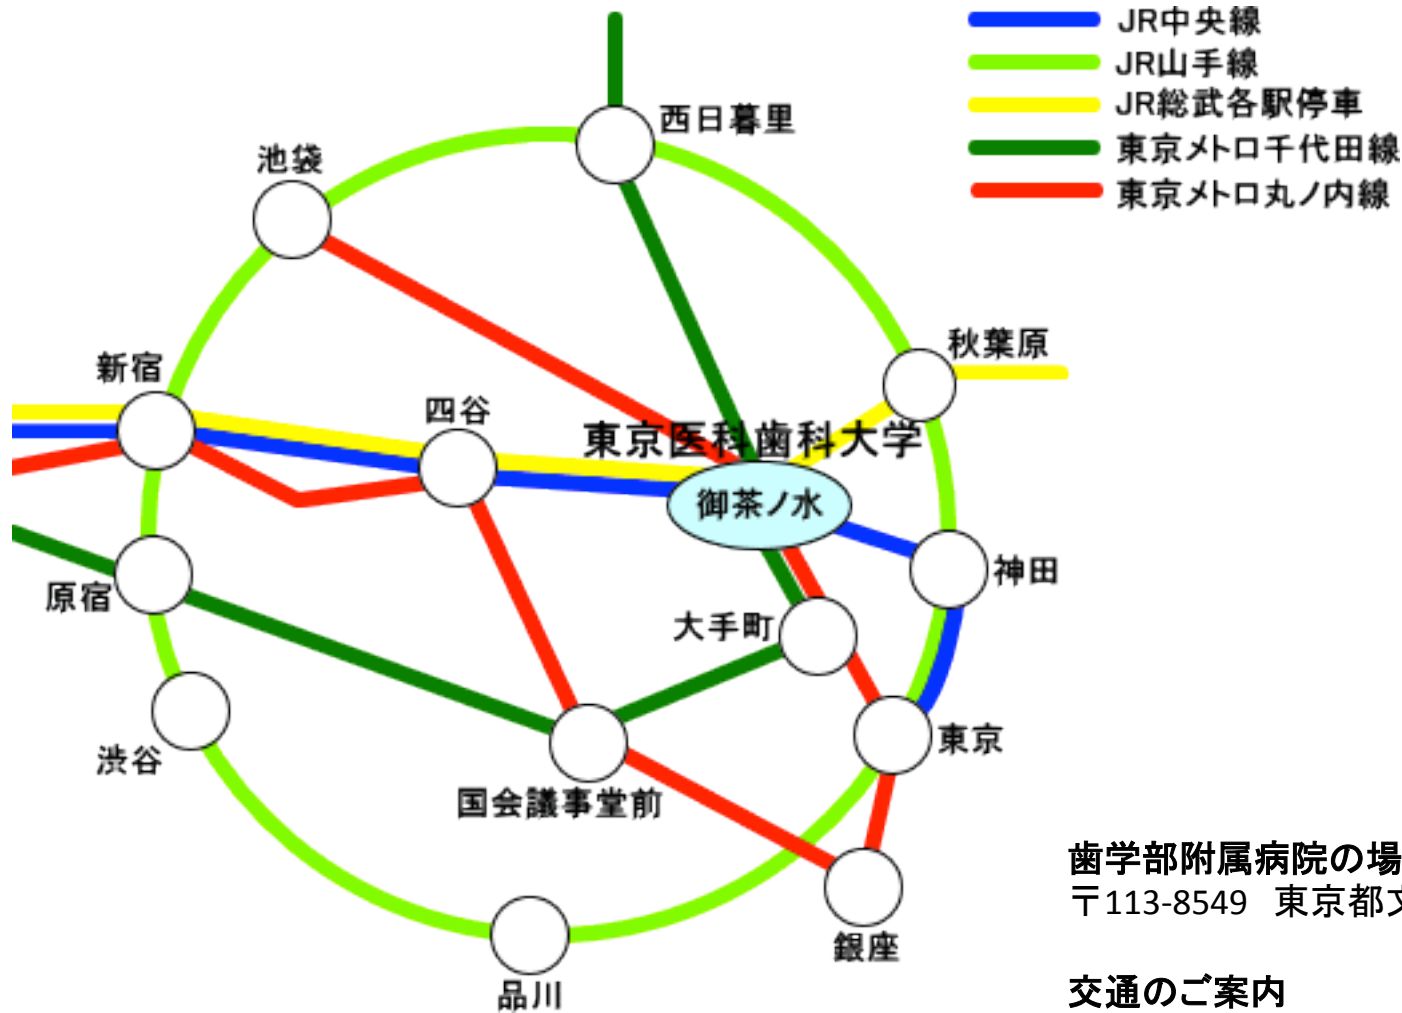 JR中央線
JR山手線
JR総武各駅停車
東京メトロ千代田線
東京メトロ丸ノ内線
西日暮里
池袋
秋葉原
新宿
四谷
東京医科歯科大学
御茶ノ水
神田
原宿
大手町
渋谷
東京
国会議事堂前
銀座
品川
歯学部附属病院の場
〒113-8549 東京都
交通のご案内